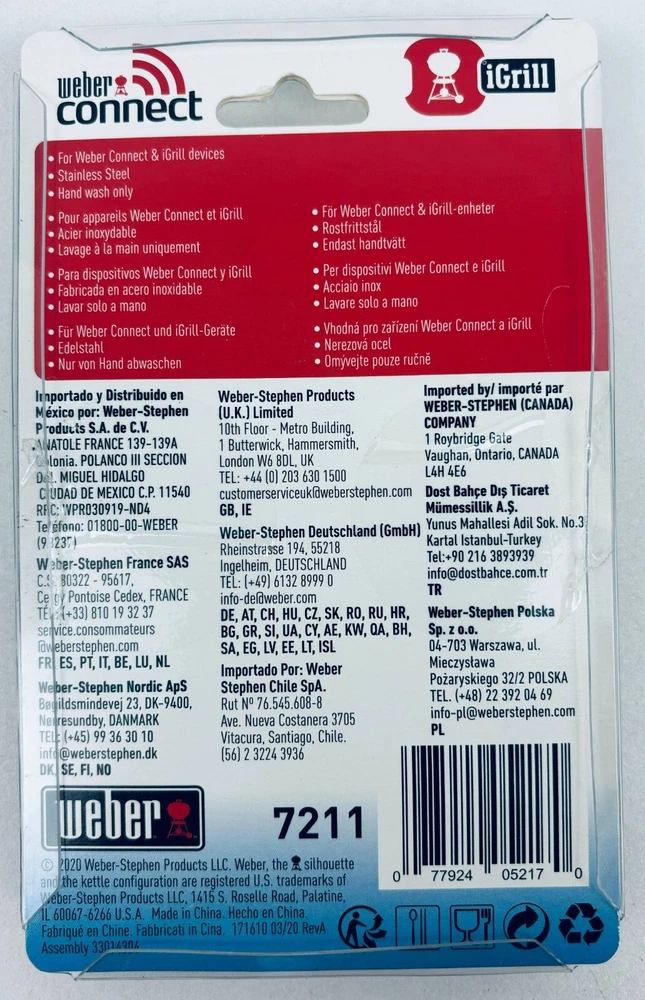 weber
connect
iGrill
• For Weber Connect & iGrill devices
• Stainless Steel
• Hand wash only
• Pour appareils Weber Connect et iGrill
• Acier inoxydable
• Lavage à la main uniquement
• Para dispositivos Weber Connect y iGrill
• Fabricada en acero inoxidable
• Lavar solo a mano
• Für Weber Connect und iGrill-Geräte
• Edelstahl
• Nur von Hand abwaschen
• För Weber Connect & iGrill-enheter
• Rostfrittstål
• Endast handtvätt
• Per dispositivi Weber Connect e iGrill
• Acciaio inox
• Lavare solo a mano
• Vhodná pro zařízení Weber Connect a iGrill
• Nerezová ocel
• Omývejte pouze ručně
Importado y Distribuido en
México por: Weber-Stephen
Products S.A. de C.V.
ANATOLE FRANCE 139-139A
Colonia. POLANCO III SECCION
MIGUEL HIDALGO
CIUDAD DE MEXICO C.P. 11540
RFC: WPR030919-ND4
Teléfono: 01800-00-WEBER
Weber-Stephen France SAS
80322 - 95617,
Cergy Pontoise Cedex, FRANCE
TÉL: (+33) 810 19 32 37
service.consommateurs
@weberstephen.com
FR, ES, PT, IT, BE, LU, NL
Weber-Stephen Nordic ApS
Bøgildsmindevej 23, DK-9400,
Nørresundby, DANMARK
TEL: (+45) 99 36 30 10
info@weberstephen.dk
DK, SE, FI, NO
Weber-Stephen Products
(U.K.) Limited
10th Floor - Metro Building,
1 Butterwick, Hammersmith,
London W6 8DL, UK
TEL: +44 (0) 203 630 1500
customerserviceuk@weberstephen.com
GB, IE
Weber-Stephen Deutschland (GmbH)
Rheinstrasse 194, 55218
Ingelheim, DEUTSCHLAND
TEL: (+49) 6132 8999 0
info-de@weber.com
DE, AT, CH, HU, CZ, SK, RO, RU, HR,
BG, GR, SI, UA, CY, AE, KW, QA, BH,
SA, EG, LV, EE, LT, ISL
Importado Por: Weber
Stephen Chile SpA.
Rut Nº 76.545.608-8
Ave. Nueva Costanera 3705
Vitacura, Santiago, Chile.
(56) 2 3224 3936
Imported by/ importé par
WEBER-STEPHEN (CANADA)
COMPANY
1 Roybridge Gate
Vaughan, Ontario, CANADA
L4H 4E6
Dost Bahçe Dış Ticaret
Mümessillik A.Ş.
Yunus Mahallesi Adil Sok. No.3
Kartal Istanbul-Turkey
Tel:+90 216 3893939
info@dostbahce.com.tr
TR
Weber-Stephen Polska
Sp. z o.o.
04-703 Warszawa, ul.
Mieczysława
Pożaryskiego 32/2 POLSKA
TEL. (+48) 22 392 04 69
info-pl@weberstephen.com
PL
weber
7211
0 77924 05217 0
© 2020 Weber-Stephen Products LLC. Weber, the silhouette
and the kettle configuration are registered U.S. trademarks of
Weber-Stephen Products LLC, 1415 S. Roselle Road, Palatine,
IL 60067-6266 U.S.A. Made in China. Hecho en China.
Fabriqué en Chine. Fabbricati in Cina. 171610 03/20 RevA
Assembly